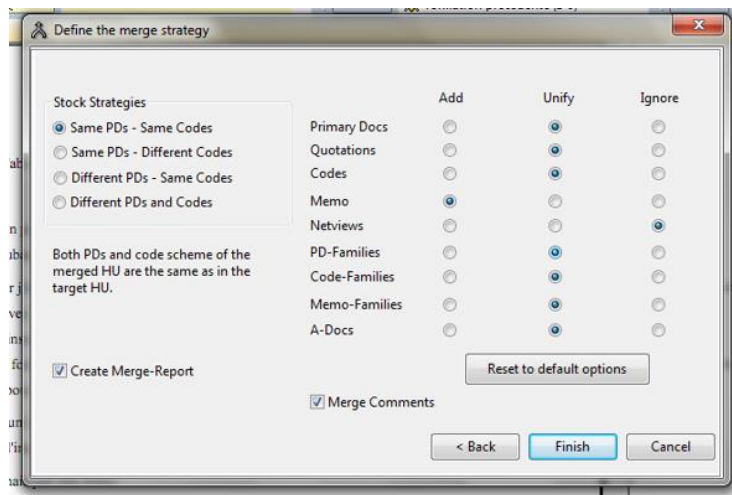 Define the merge strategy
Add Unify Ignore
Stock Strategies
Same PDs - Same Codes
Same PDs - Different Codes
Different PDs - Same Codes
Different PDs and Codes
Both PDs and code scheme of the
merged HU are the same as in the
target HU.
Create Merge-Report
Primary Docs
Quotations
Codes
Memo
Netviews
PD-Families
Code-Families
Memo-Families
A-Docs
Reset to default options
Merge Comments
< Back Finish Cancel